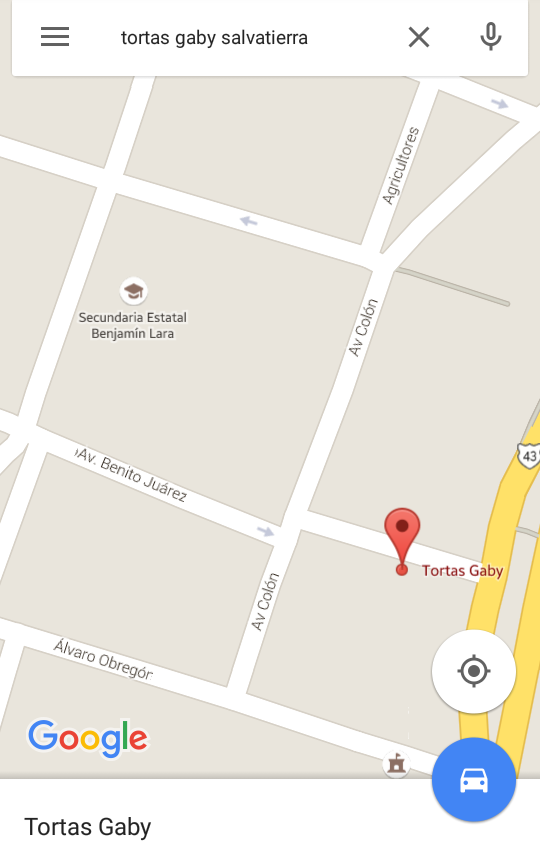 tortas gaby salvatierra
Agricultores
Secundaria Estatal
Benjamín Lara
Av Colón
Av. Benito Juárez
43
Tortas Gaby
Av Colón
Álvaro Obregón
Google
Tortas Gaby